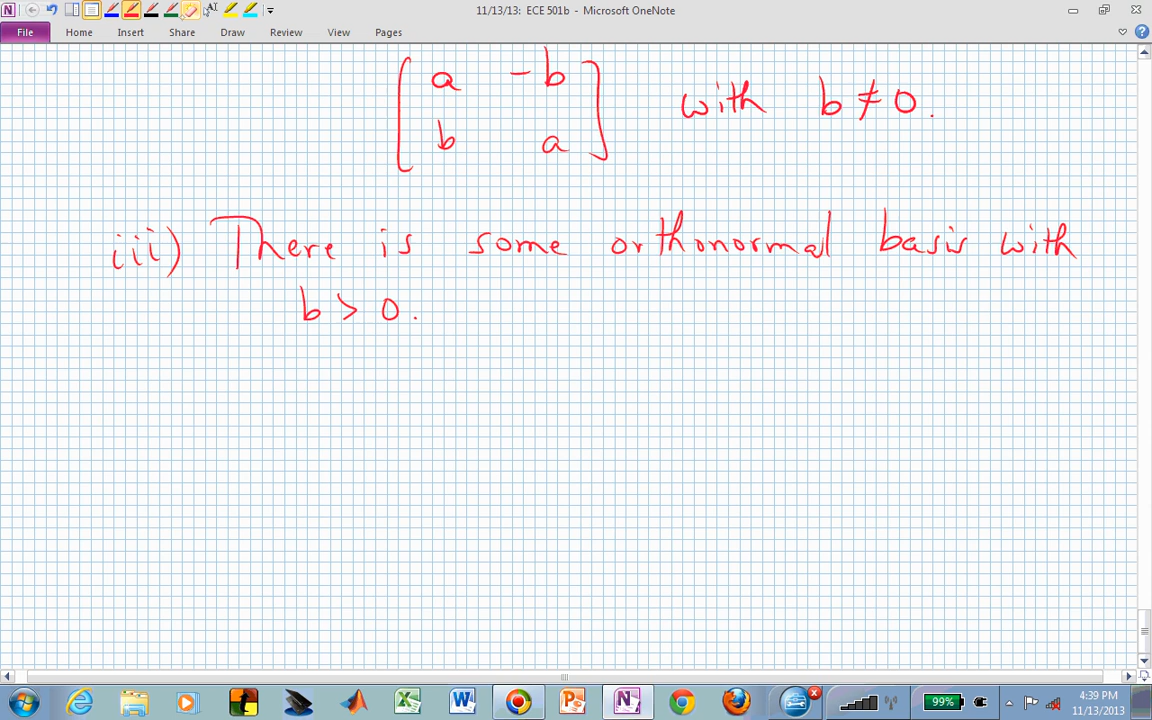 11/13/13: ECE 501b - Microsoft OneNote
File Home Insert Share Draw Review View Pages
a -b
b a
with b ≠ 0.
iii) There is some orthonormal basis with
b > 0.
99%
4:39 PM
11/13/2013